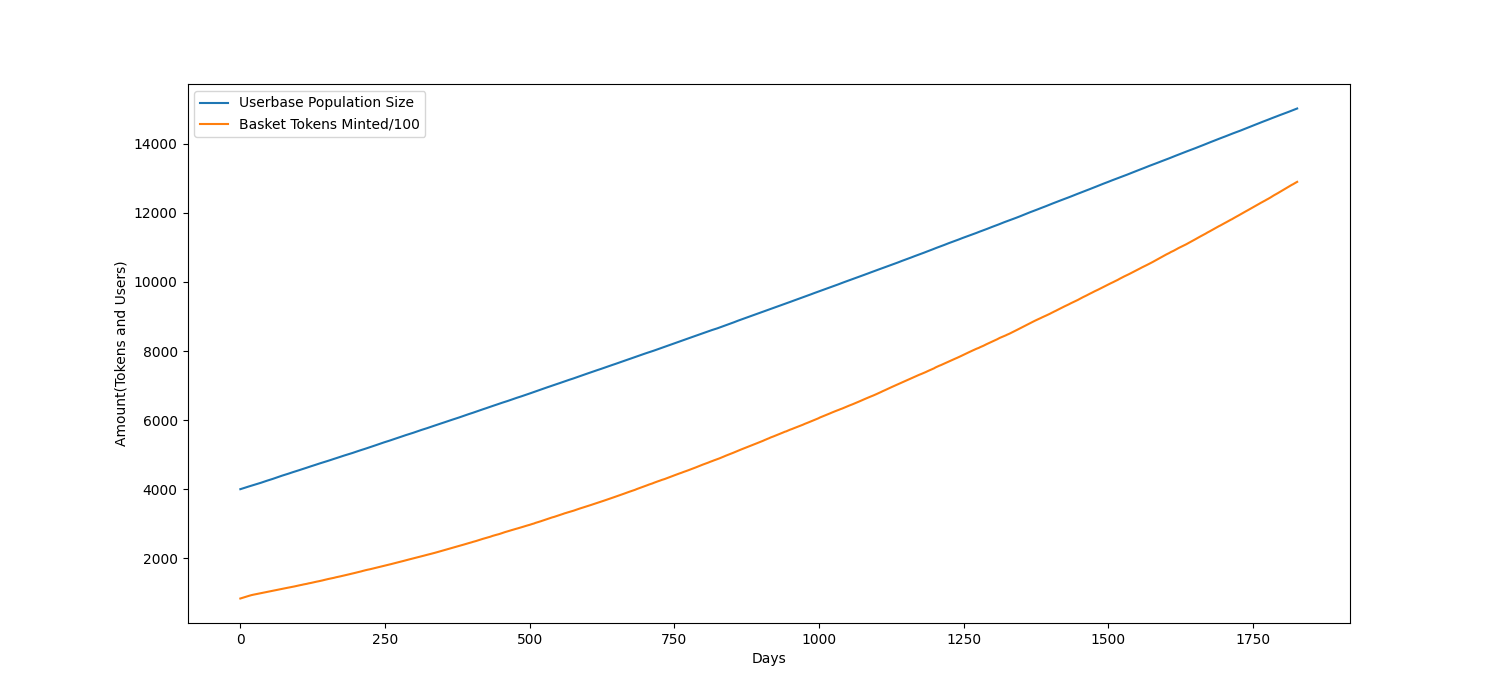 Userbase Population Size
Basket Tokens Minted/100
14000
12000
10000
8000
6000
4000
2000
Amount(Tokens and Users)
0 250 500 750 1000 1250 1500 1750
Days